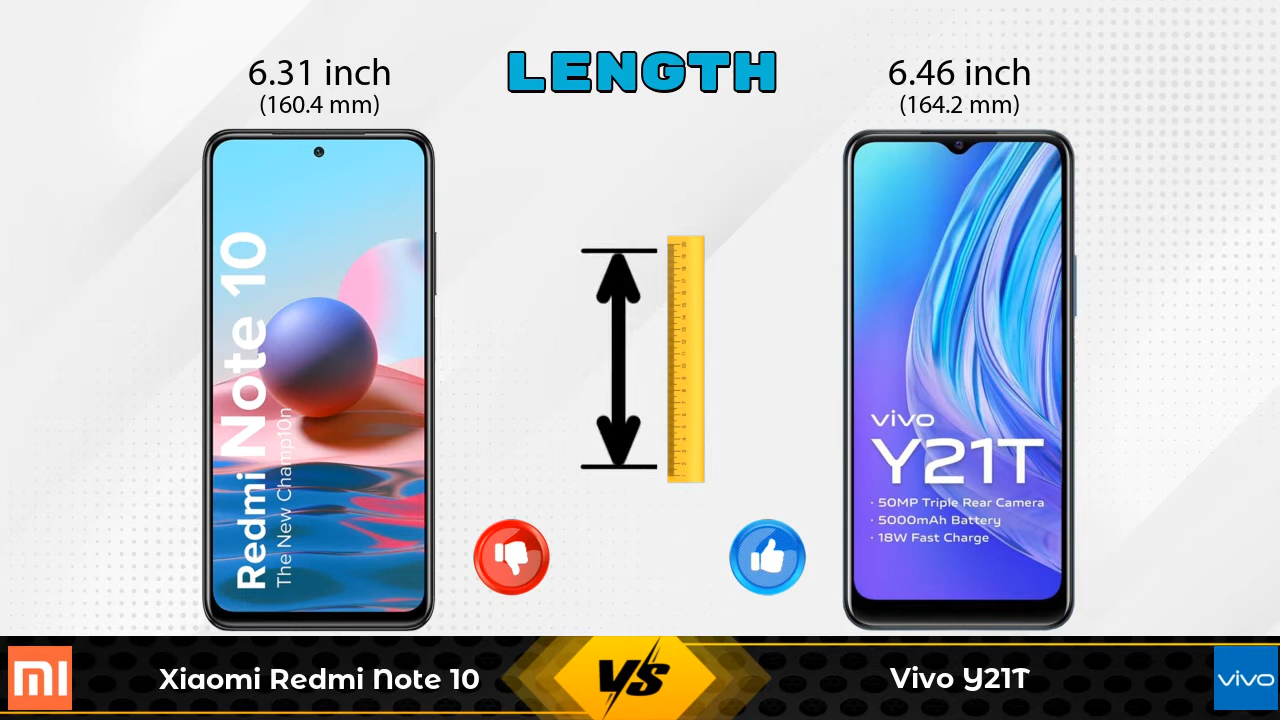 LENGTH
6.31 inch
(160.4 mm)
6.46 inch
(164.2 mm)
Redmi Note 10
The New Champ10n
vivo
Y21T
· 50MP Triple Rear Camera
· 5000mAh Battery
· 18W Fast Charge
mi
Xiaomi Redmi Note 10
VS
Vivo Y21T
vivo